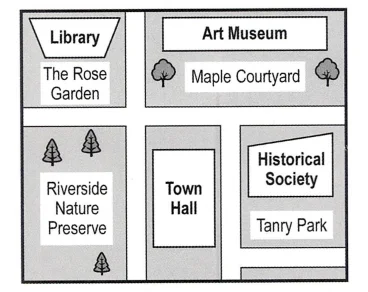 Library
The Rose
Garden
Art Museum
Maple Courtyard
Riverside
Nature
Preserve
Town
Hall
Historical
Society
Tanry Park